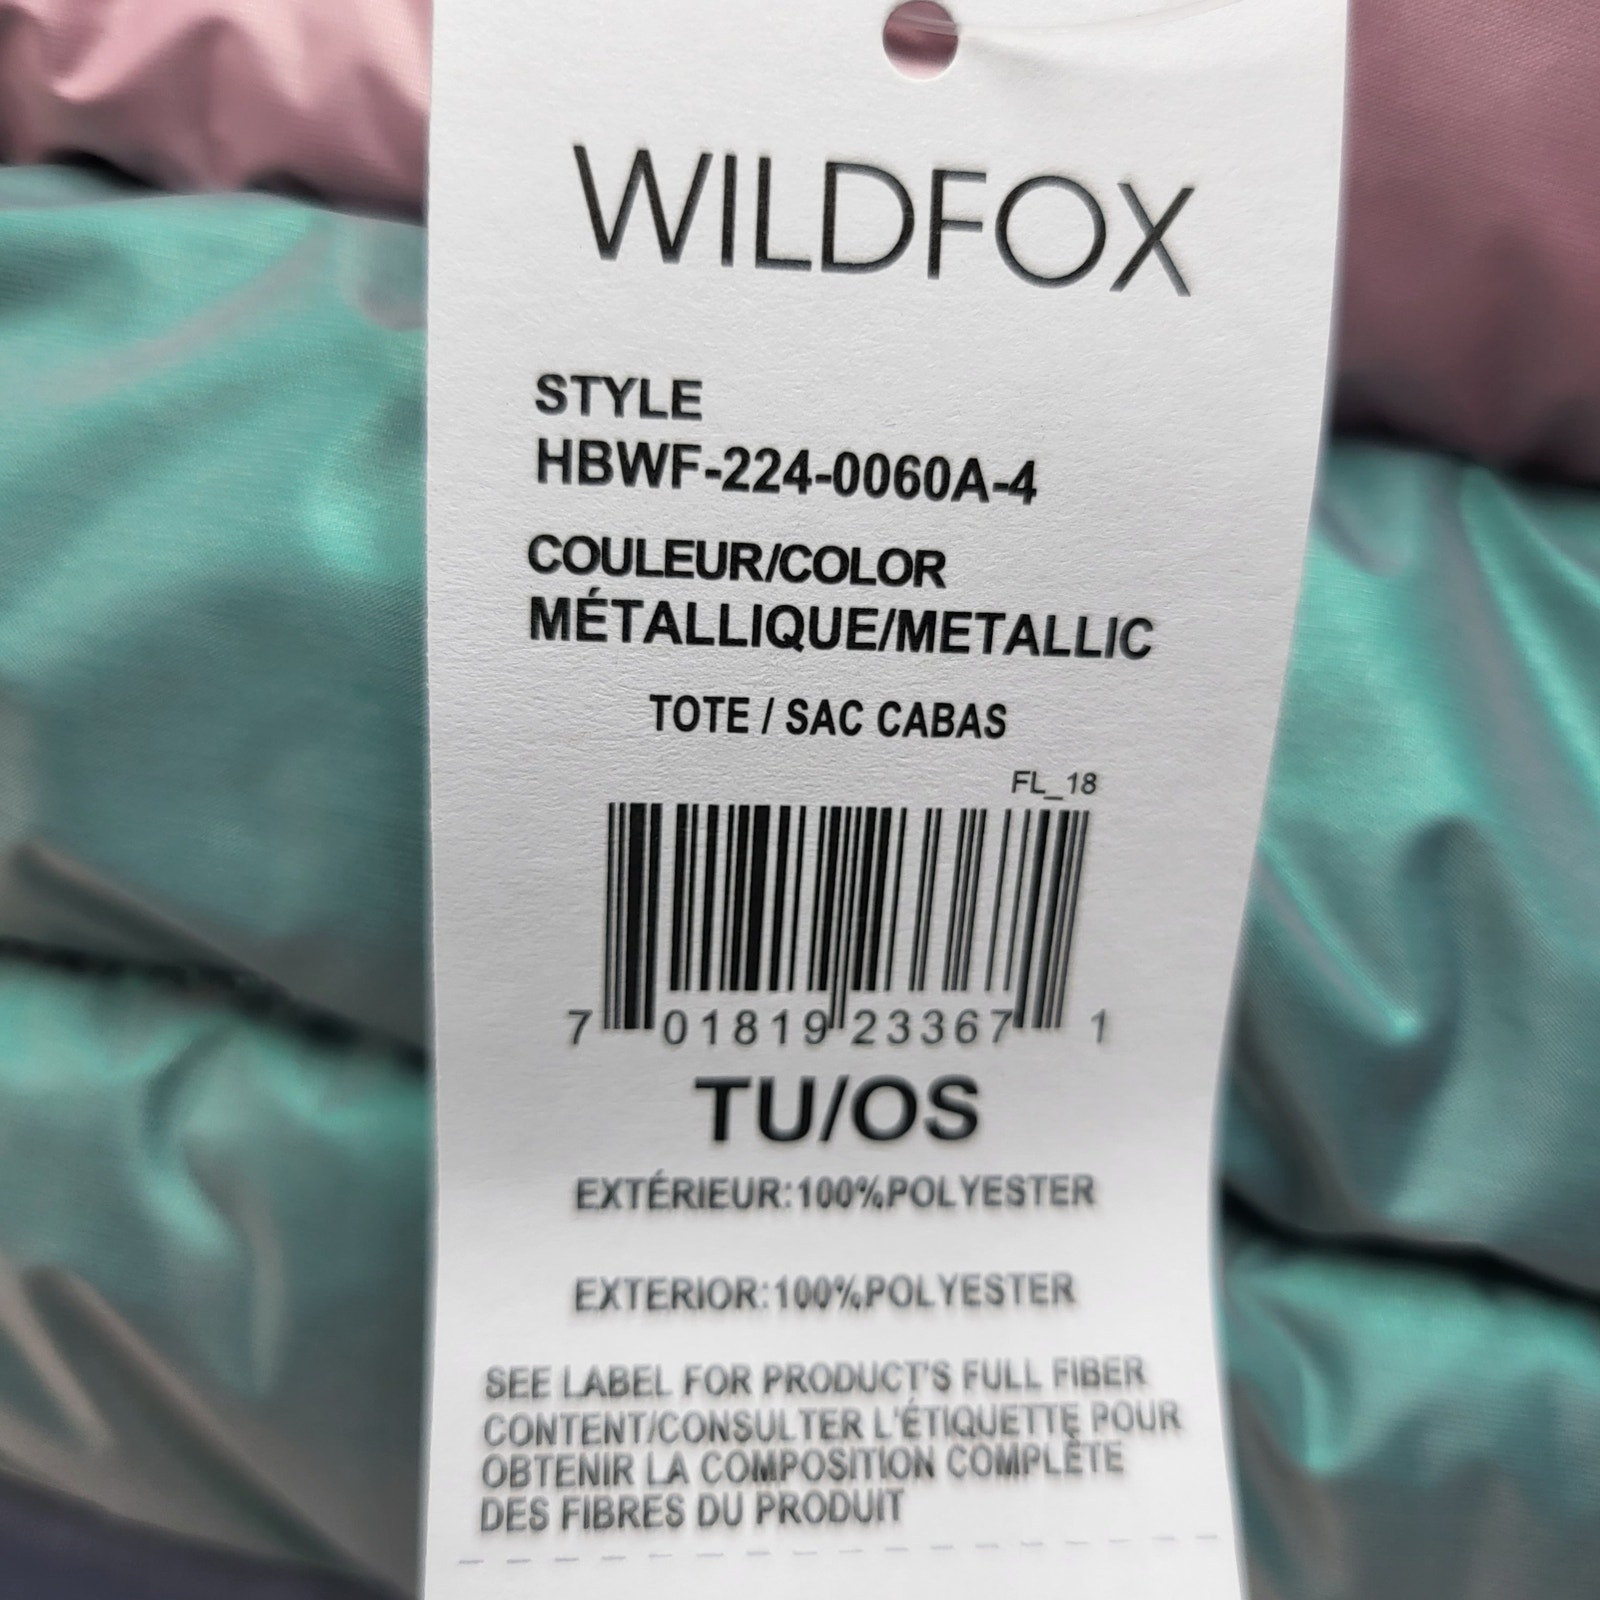 WILDFOX
STYLE
HBWF-224-0060A-4
COULEUR/COLOR
MÉTALLIQUE/METALLIC
TOTE / SAC CABAS
FL_18
7 01819 23367 1
TU/OS
EXTÉRIEUR:100%POLYESTER
EXTERIOR:100%POLYESTER
SEE LABEL FOR PRODUCT'S FULL FIBER
CONTENT/CONSULTER L'ÉTIQUETTE POUR
OBTENIR LA COMPOSITION COMPLÈTE
DES FIBRES DU PRODUIT